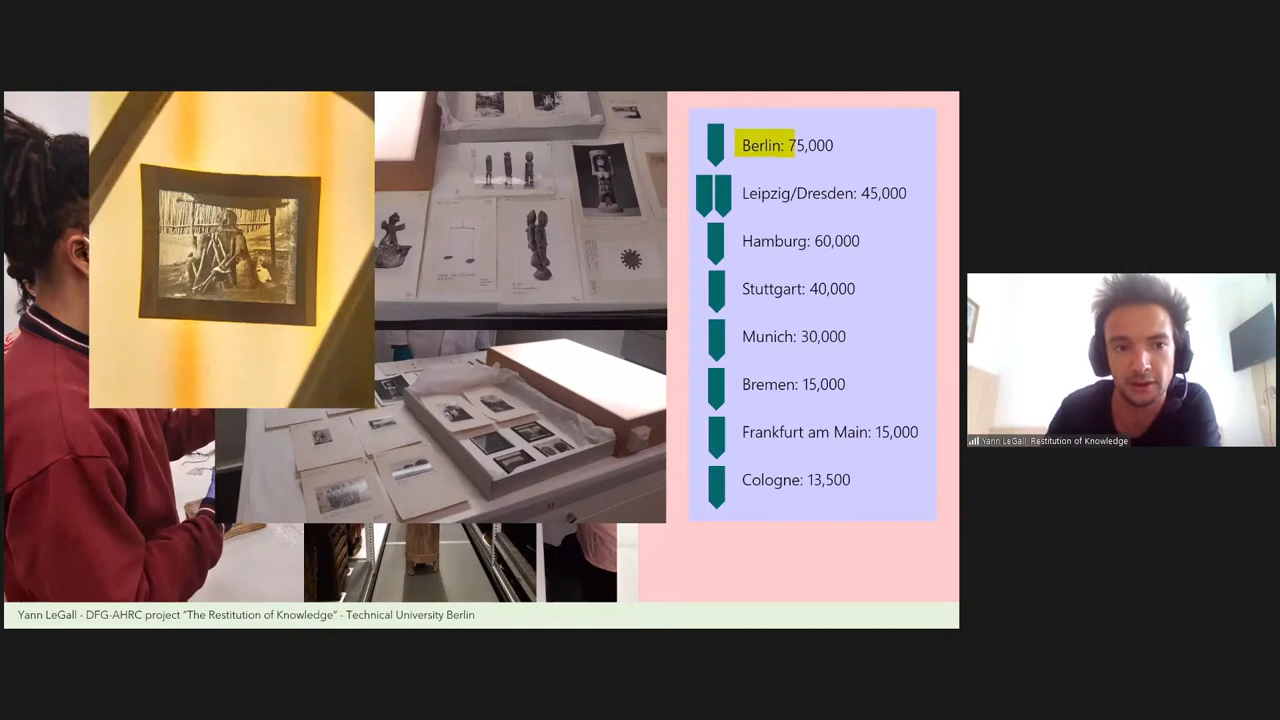 Berlin: 75,000
Leipzig/Dresden: 45,000
Hamburg: 60,000
Stuttgart: 40,000
Munich: 30,000
Bremen: 15,000
Frankfurt am Main: 15,000
Cologne: 13,500
Yann LeGall_Restitution of Knowledge
Yann LeGall - DFG-AHRC project “The Restitution of Knowledge” - Technical University Berlin